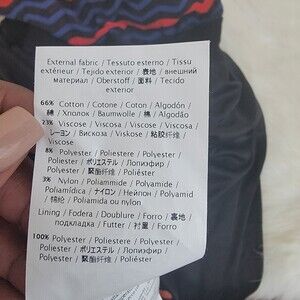 External fabric / Tessuto esterno / Tissu
extérieur / Tejido exterior / 表地 / внешний
материал / Oberstoff / 面料 / Tecido
exterior
66% Cotton / Cotone / Coton / Algodón /
綿 / Хлопок / Baumwolle / 棉 / Algodão
23% Viscose / Viscosa / Viscose / Viscosa /
レーヨン / Вискоза / Viskose / 粘胶纤维 /
Viscose
8% Polyester / Poliestere / Polyester /
Poliéster / ポリエステル / Полиэстер /
Polyester / 聚酯纤维 / Poliéster
3% Nylon / Poliammide / Polyamide /
Poliamídica / ナイロン / Нейлон / Polyamid
/ 锦纶 / Poliamida ou nylon
Lining / Fodera / Doublure / Forro / 裏地 /
подкладка / Futter / 衬里 / Forro
100% Polyester / Poliestere / Polyester /
Poliéster / ポリエステル / Полиэстер /
Polyester / 聚酯纤维 / Poliéster